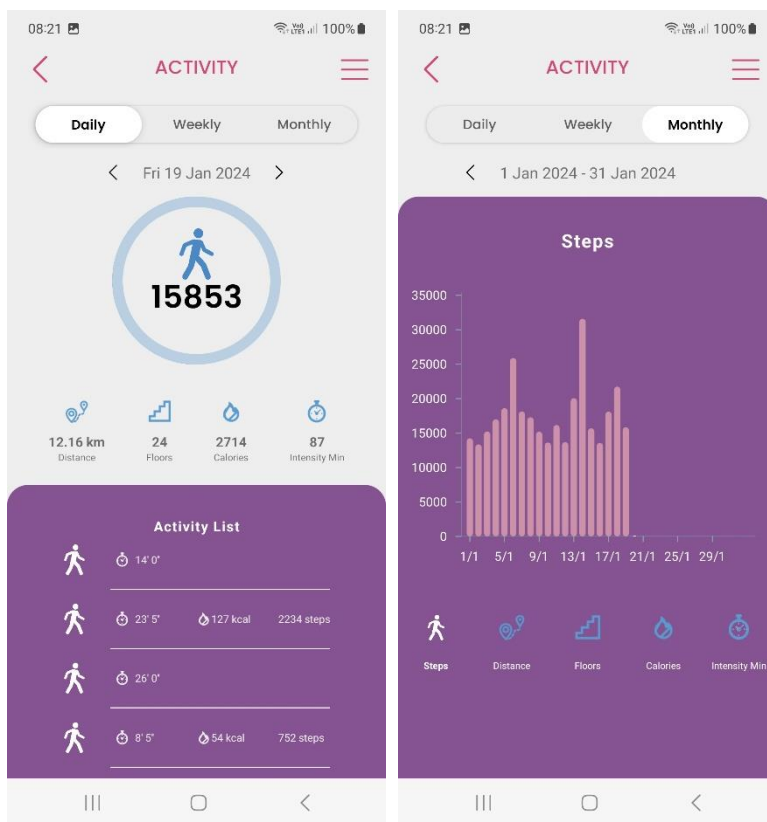 08:21 100%
ACTIVITY
Daily Weekly Monthly
Fri 19 Jan 2024
15853
12.16 km 24 2714 87
Distance Floors Calories Intensity Min
Activity List
14' 0"
23' 5" 127 kcal 2234 steps
26' 0"
8' 5" 54 kcal 752 steps
08:21 100%
ACTIVITY
Daily Weekly Monthly
1 Jan 2024 - 31 Jan 2024
Steps
35000
30000
25000
20000
15000
10000
5000
0
1/1 5/1 9/1 13/1 17/1 21/1 25/1 29/1
Steps Distance Floors Calories Intensity Min